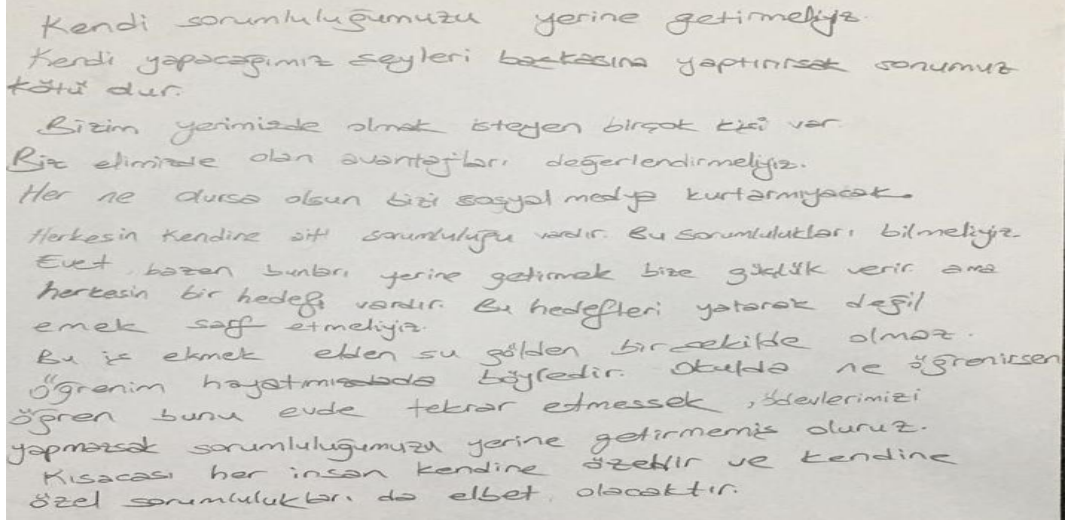 Kendi sorumluluğumuzu yerine getirmeliyiz.
Kendi yapacağımız şeyleri başkasına yaptırırsak sonumuz
kötü dur.
Bizim yerimizde olmak isteyen birçok kişi var.
Biz elimizde olan avantajları değerlendirmeliyiz.
Her ne olursa olsun bizi sosyal medya kurtarmıyacak.
Herkesin kendine ait sorumluluğu vardır. Bu sorumlulukları bilmeliyiz.
Evet bazen bunları yerine getirmek bize güçlük verir ama
herkesin bir hedefi vardır. Bu hedefleri yatarak değil
emek sarf etmeliyiz.
Bu iş ekmek elden su gölden bir şekilde olmaz.
Öğrenim hayatmızdada böyledir. Okulda ne öğrenirsen
öğren bunu evde tekrar etmessek, ödevlerimizi
yapmazsak sorumluluğumuzu yerine getirmemiş oluruz.
Kısacası her insan kendine özeldir ve kendine
özel sorumlulukları da elbet olacaktır.